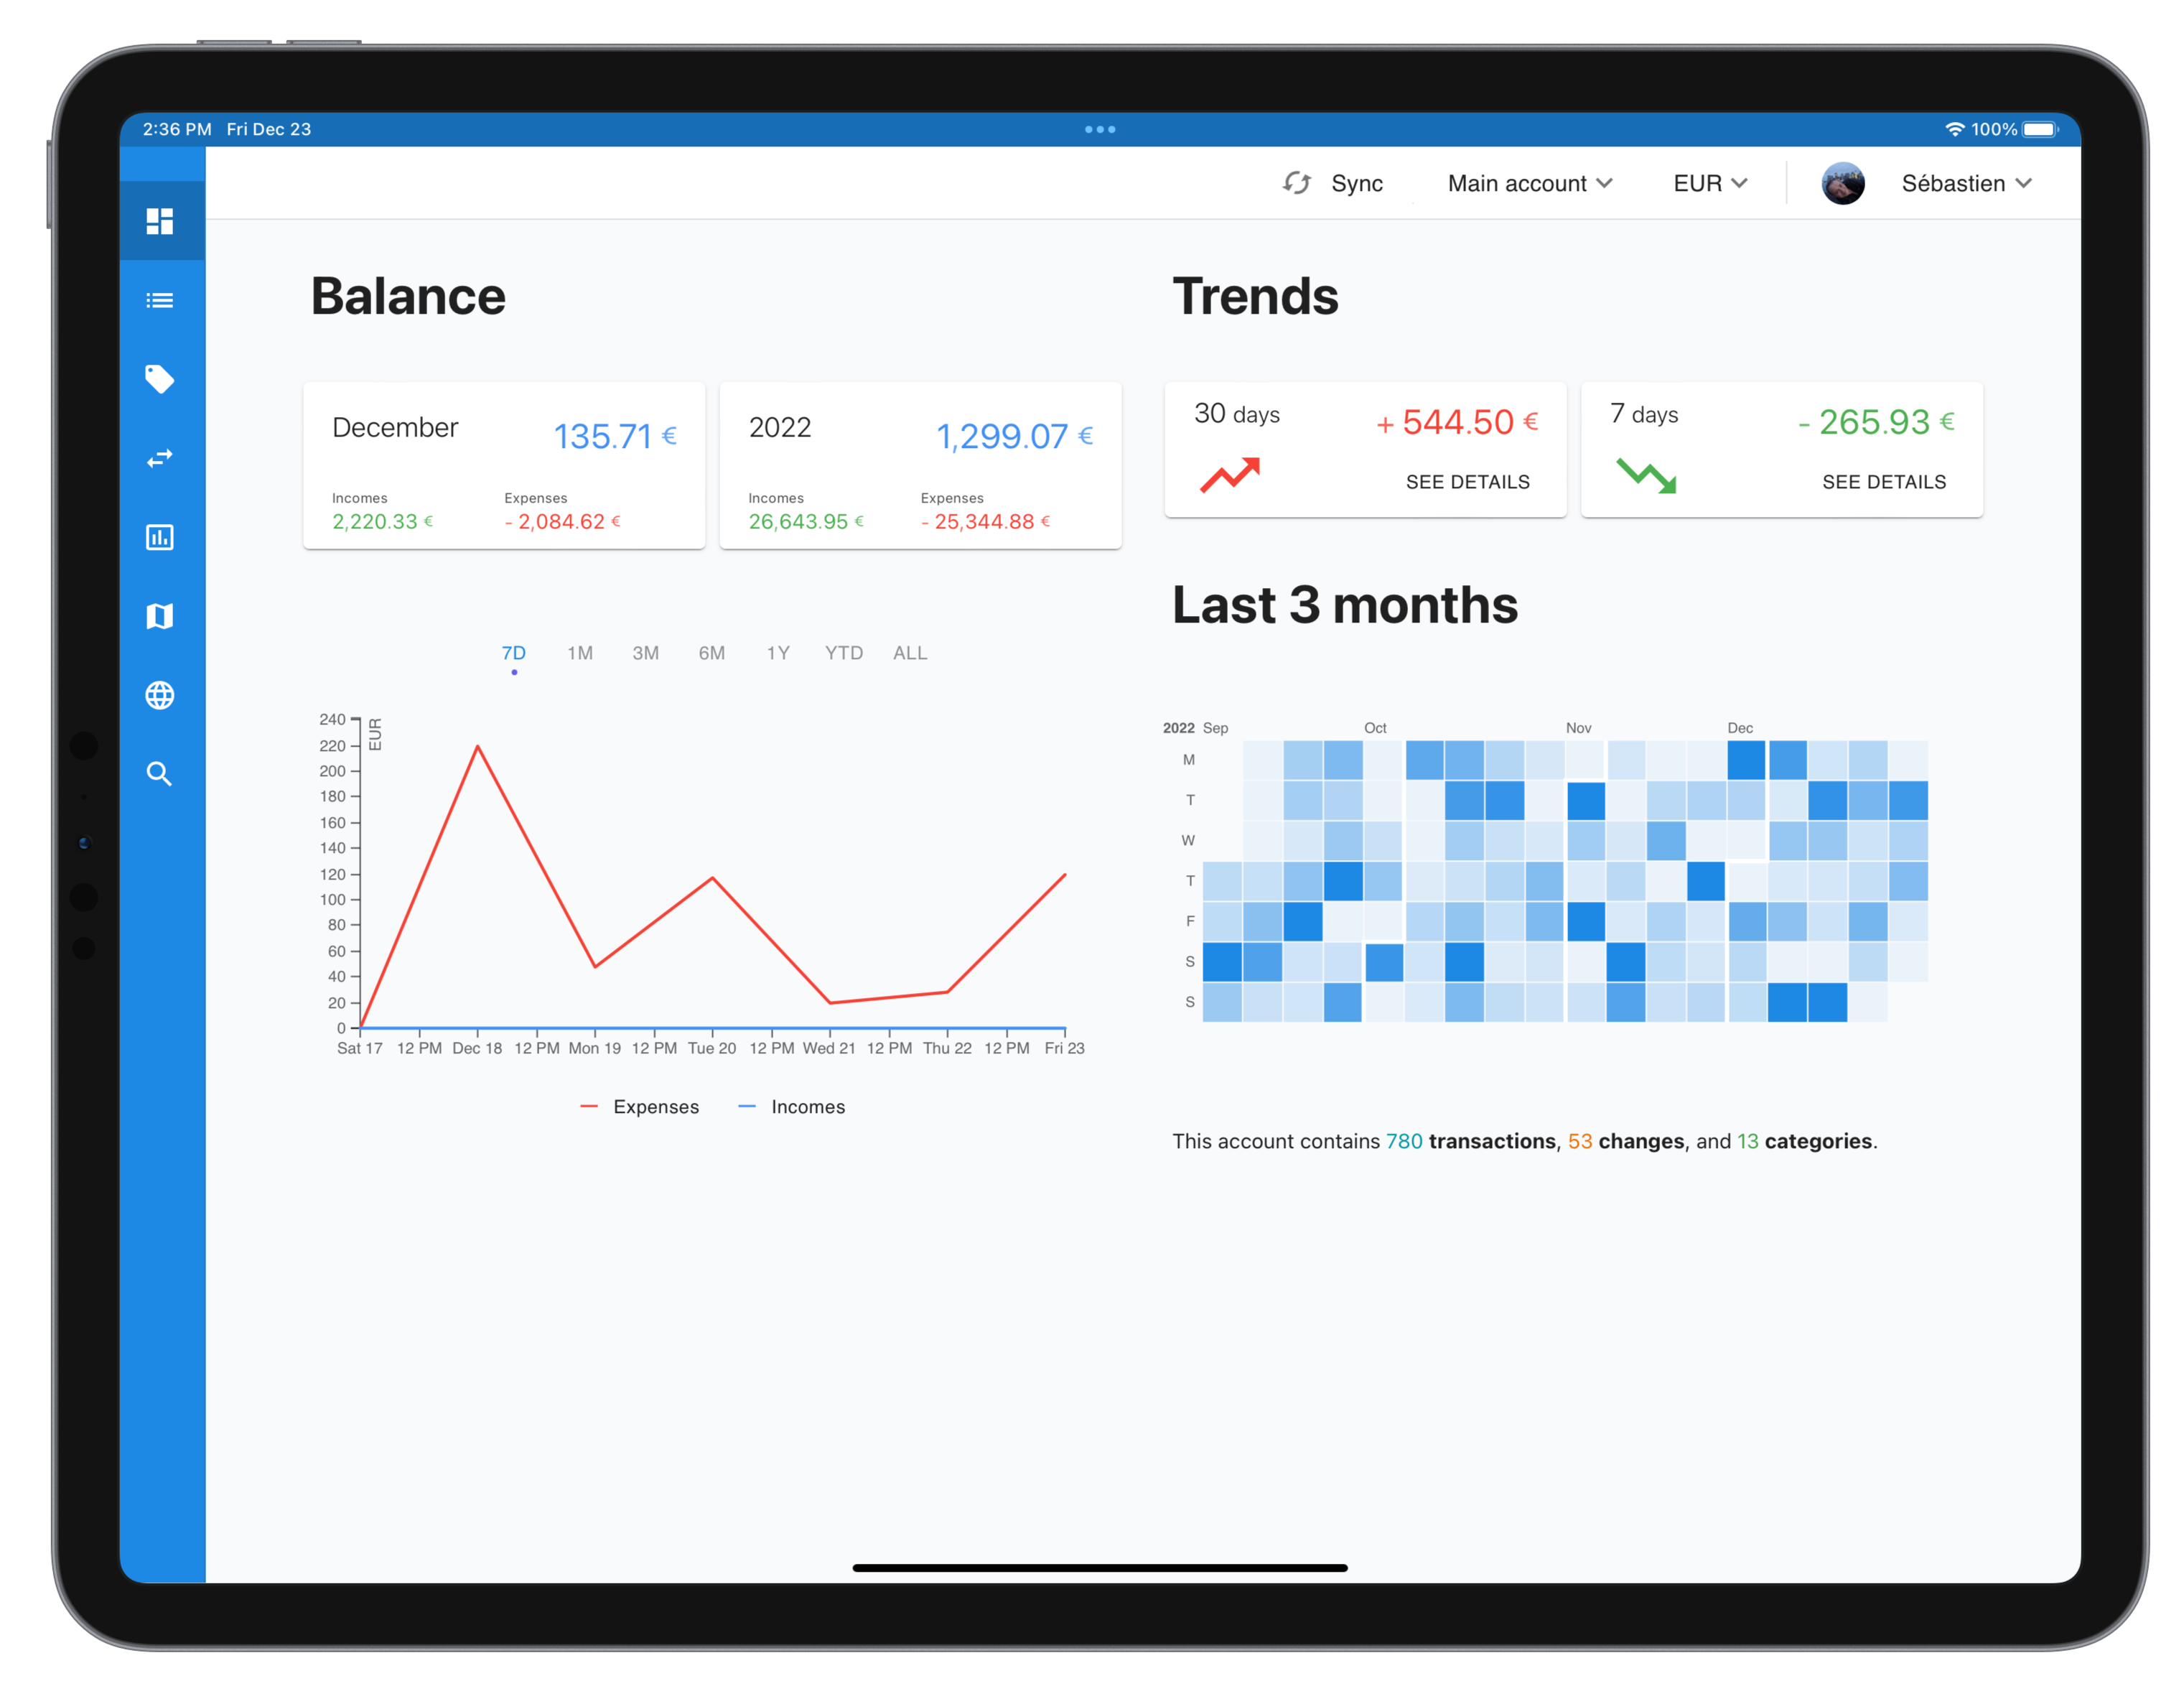 2:36 PM Fri Dec 23
100%
Sync Main account EUR Sébastien
Balance
December 135.71 €
Incomes Expenses
2,220.33 € - 2,084.62 €
2022 1,299.07 €
Incomes Expenses
26,643.95 € - 25,344.88 €
7D 1M 3M 6M 1Y YTD ALL
EUR
240
220
200
180
160
140
120
100
80
60
40
20
0
Sat 17 12 PM Dec 18 12 PM Mon 19 12 PM Tue 20 12 PM Wed 21 12 PM Thu 22 12 PM Fri 23
Expenses Incomes
Trends
30 days + 544.50 €
SEE DETAILS
7 days - 265.93 €
SEE DETAILS
Last 3 months
2022 Sep Oct Nov Dec
M
T
W
T
F
S
S
This account contains 780 transactions, 53 changes, and 13 categories.